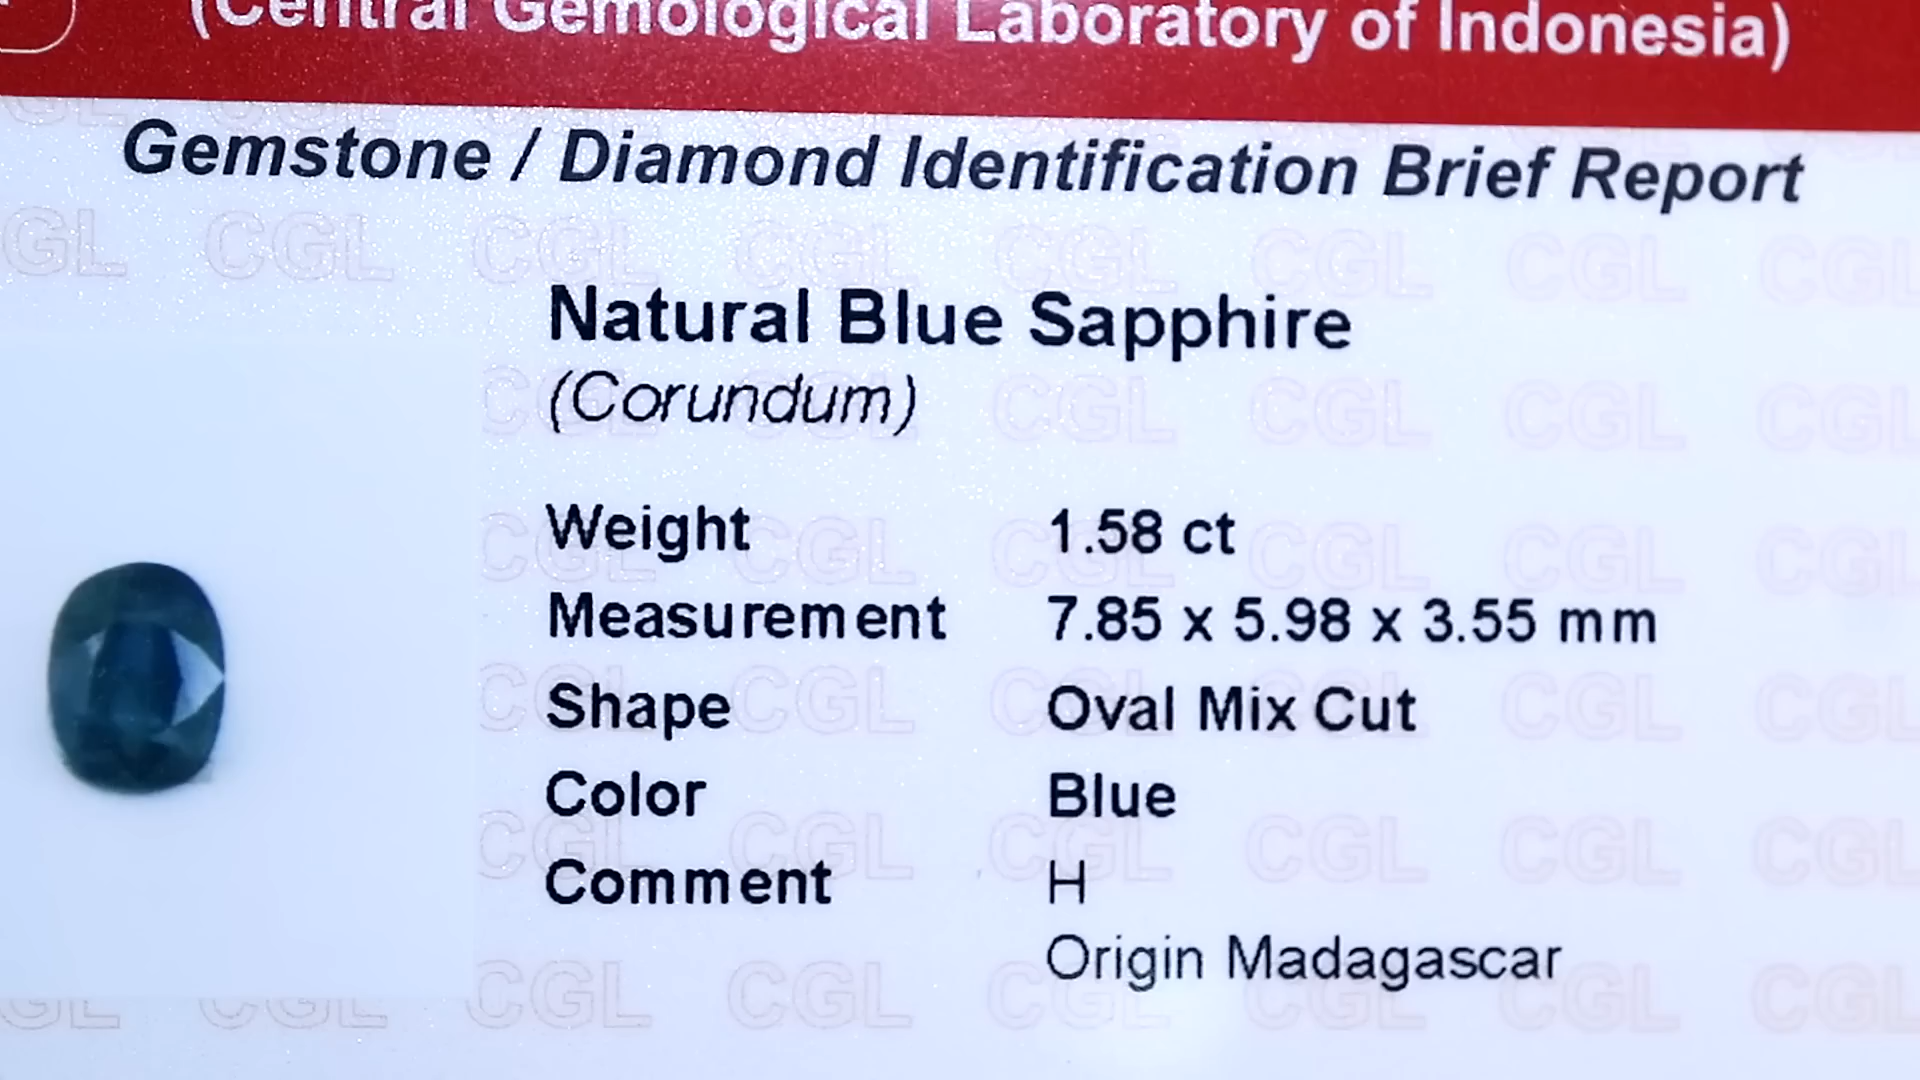 (Central Gemological Laboratory of Indonesia)
Gemstone / Diamond Identification Brief Report
Natural Blue Sapphire
(Corundum)
Weight 1.58 ct
Measurement 7.85 x 5.98 x 3.55 mm
Shape Oval Mix Cut
Color Blue
Comment H
Origin Madagascar